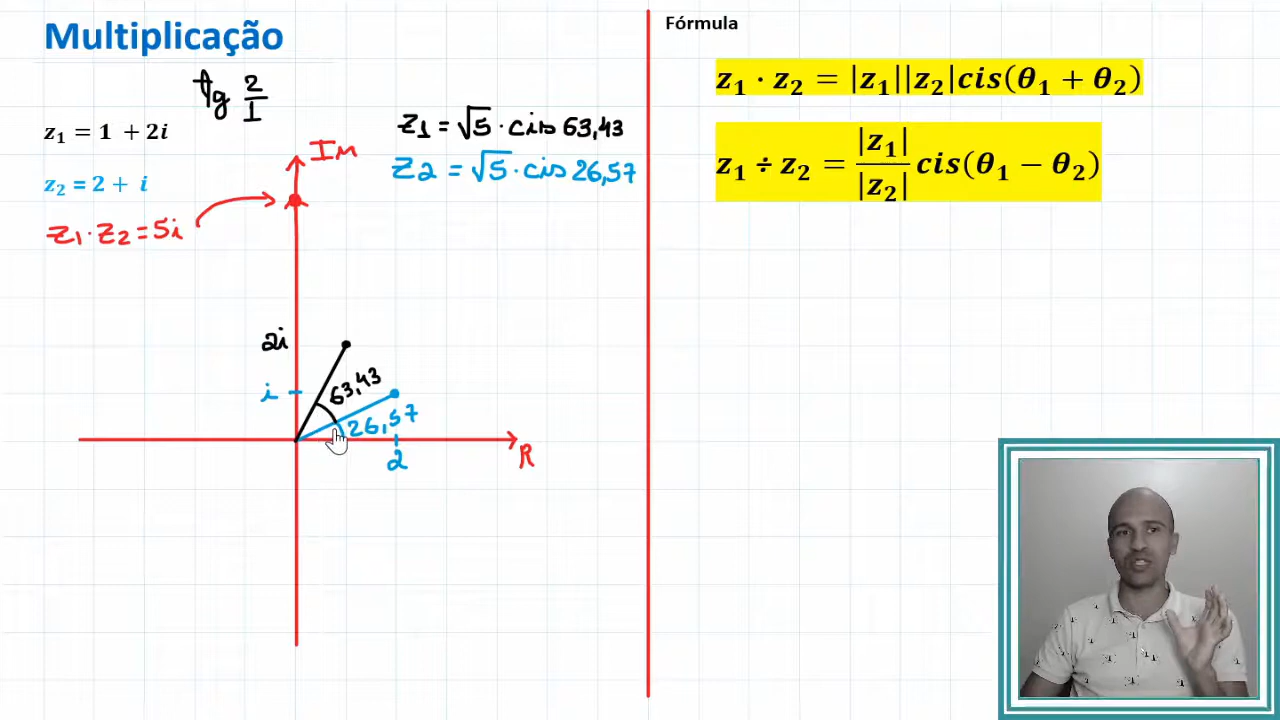 Multiplicação
tg 2/1
z₁ = 1 + 2i
z₂ = 2 + i
Z1 · Z2 = 5i
Z1 = √5 · cis 63,43
Z2 = √5 · cis 26,57
Im
2i
i
63,43
26,57
2
R
Fórmula
z₁ · z₂ = |z₁||z₂|cis(θ₁ + θ₂)
z₁ ÷ z₂ = |z₁|/|z₂| cis(θ₁ − θ₂)